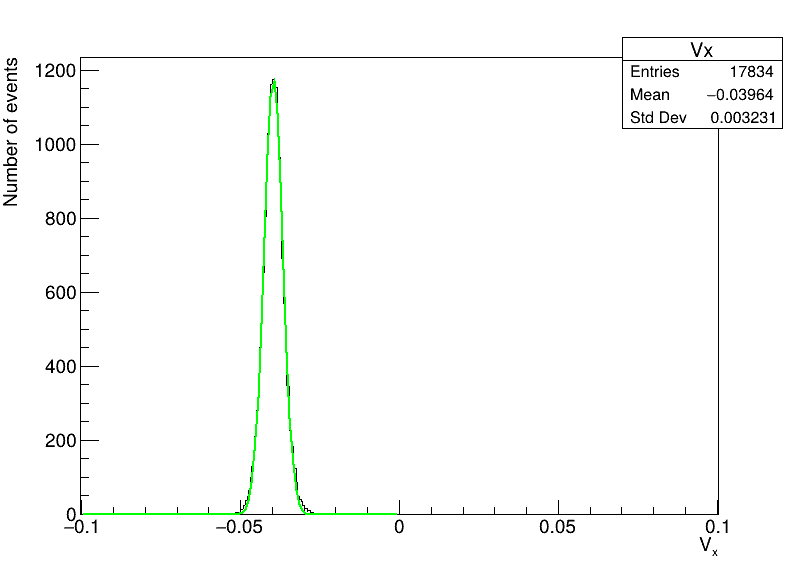 Vx
Entries 17834
Mean −0.03964
Std Dev 0.003231
Number of events
1200
1000
800
600
400
200
0
−0.1 −0.05 0 0.05 0.1
Vx